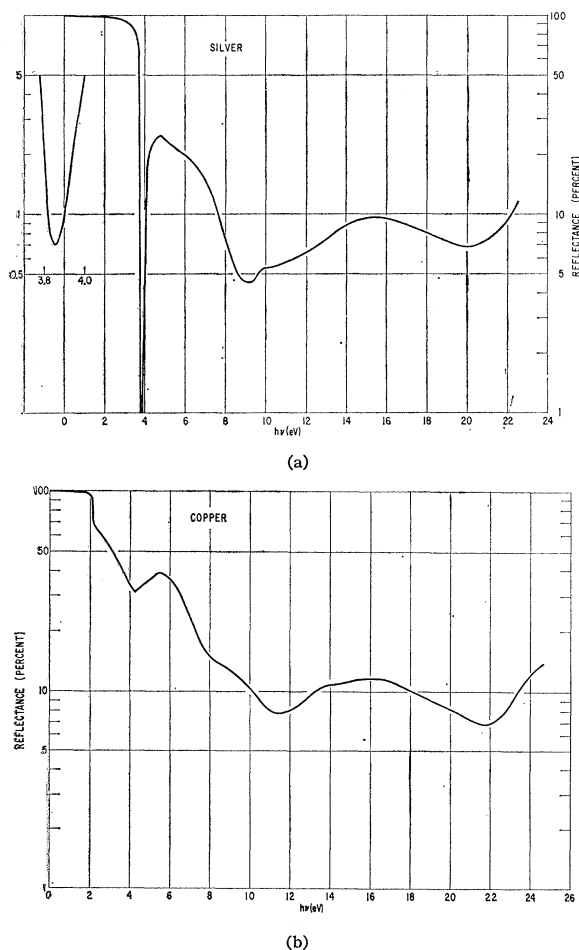 SILVER
100
50
10
5
1
REFLECTANCE (PERCENT)
.5
.1
0.5
3.8 4.0
0 2 4 6 8 10 12 14 16 18 20 22 24
hν(eV)
(a)
COPPER
100
50
10
5
1
REFLECTANCE (PERCENT)
0 2 4 6 8 10 12 14 16 18 20 22 24 26
hν(eV)
(b)